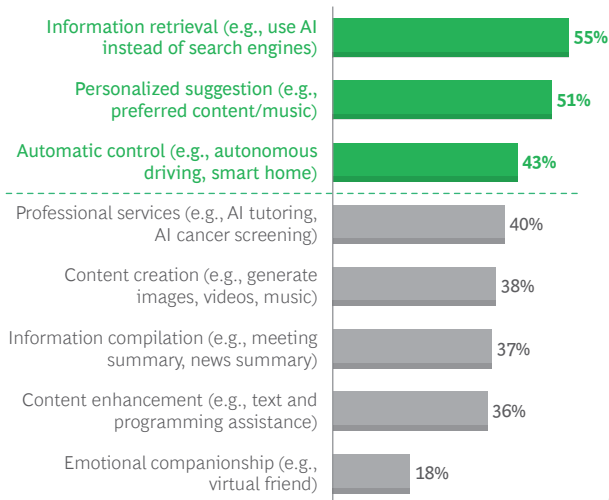 Information retrieval (e.g., use AI
instead of search engines)
55%
Personalized suggestion (e.g.,
preferred content/music)
51%
Automatic control (e.g., autonomous
driving, smart home)
43%
Professional services (e.g., AI tutoring,
AI cancer screening)
40%
Content creation (e.g., generate
images, videos, music)
38%
Information compilation (e.g., meeting
summary, news summary)
37%
Content enhancement (e.g., text and
programming assistance)
36%
Emotional companionship (e.g.,
virtual friend)
18%